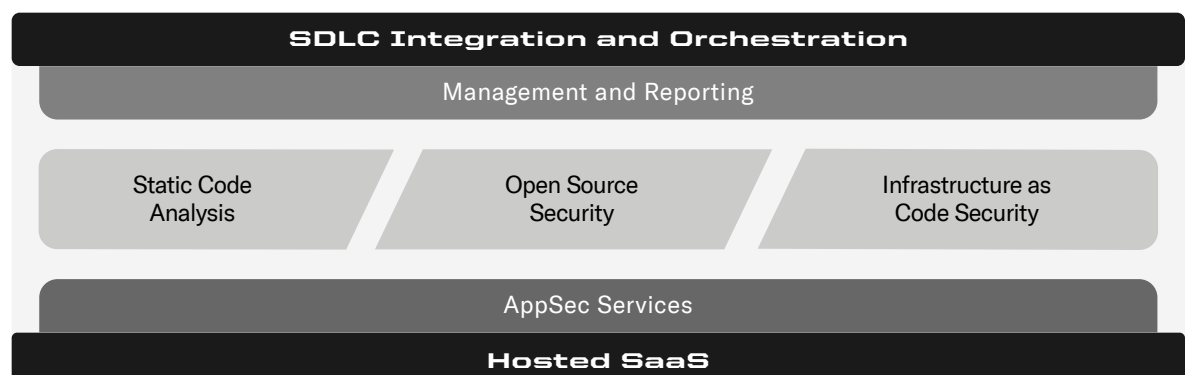 SDLC Integration and Orchestration
Management and Reporting
Static Code
Analysis
Open Source
Security
Infrastructure as
Code Security
AppSec Services
Hosted SaaS